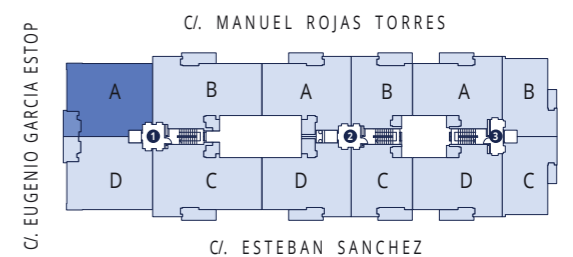 C/. MANUEL ROJAS TORRES
C/. EUGENIO GARCIA ESTOP
A B A B A B
1 2 3
D C D C D C
C/. ESTEBAN SANCHEZ